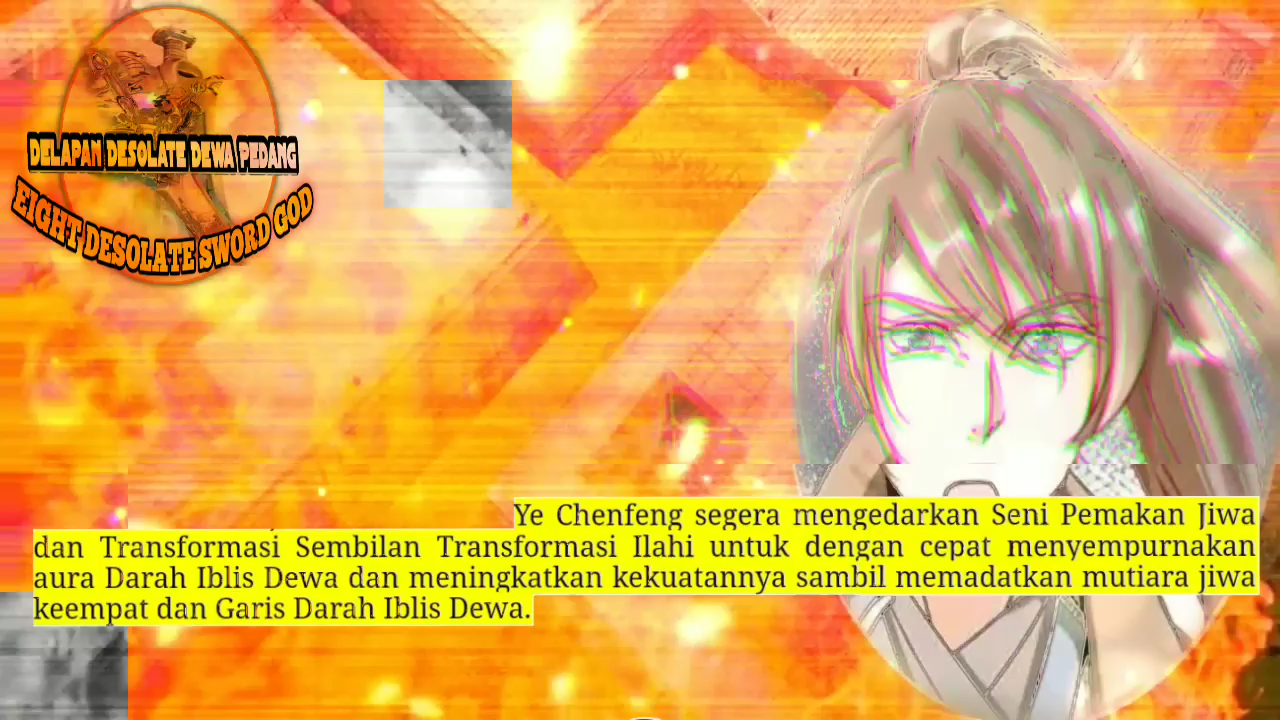 DELAPAN DESOLATE DEWA PEDANG
EIGHT DESOLATE SWORD GOD
Ye Chenfeng segera mengedarkan Seni Pemakan Jiwa
dan Transformasi Sembilan Transformasi Ilahi untuk dengan cepat menyempurnakan
aura Darah Iblis Dewa dan meningkatkan kekuatannya sambil memadatkan mutiara jiwa
keempat dan Garis Darah Iblis Dewa.